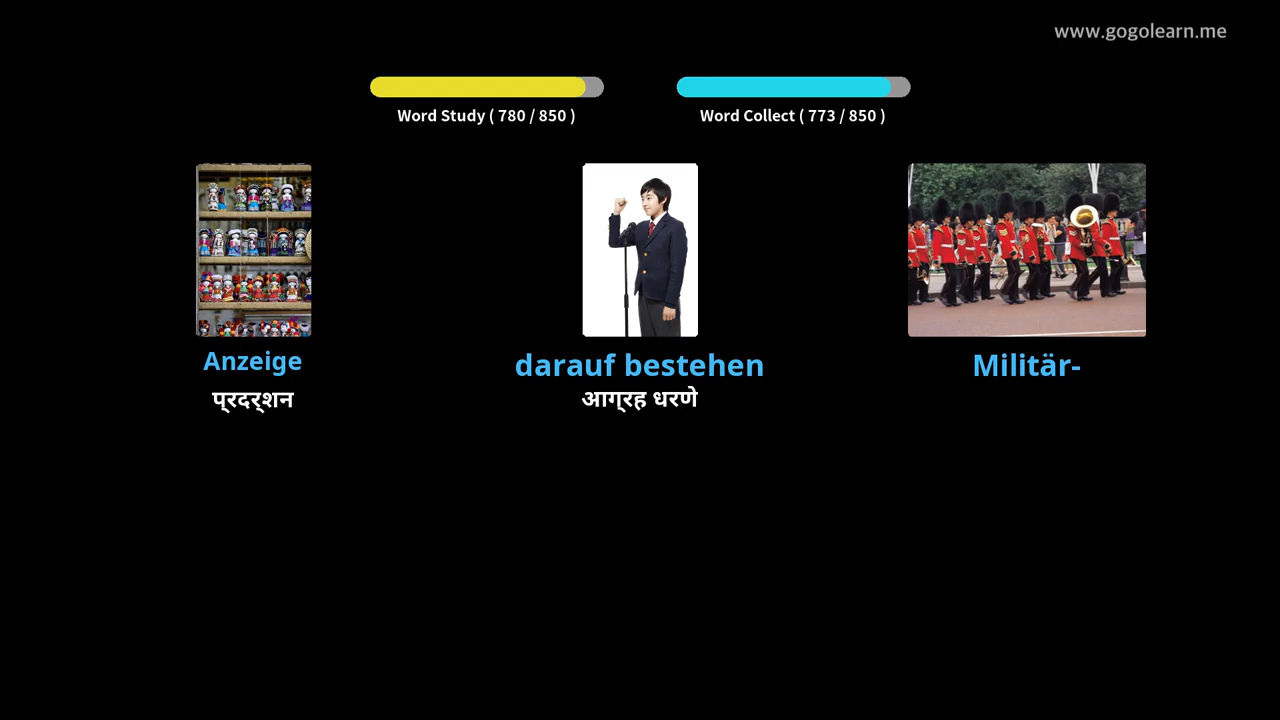 www.gogolearn.me
Word Study ( 780 / 850 )
Word Collect ( 773 / 850 )
Anzeige
प्रदर्शन
darauf bestehen
आग्रह धरणे
Militär-